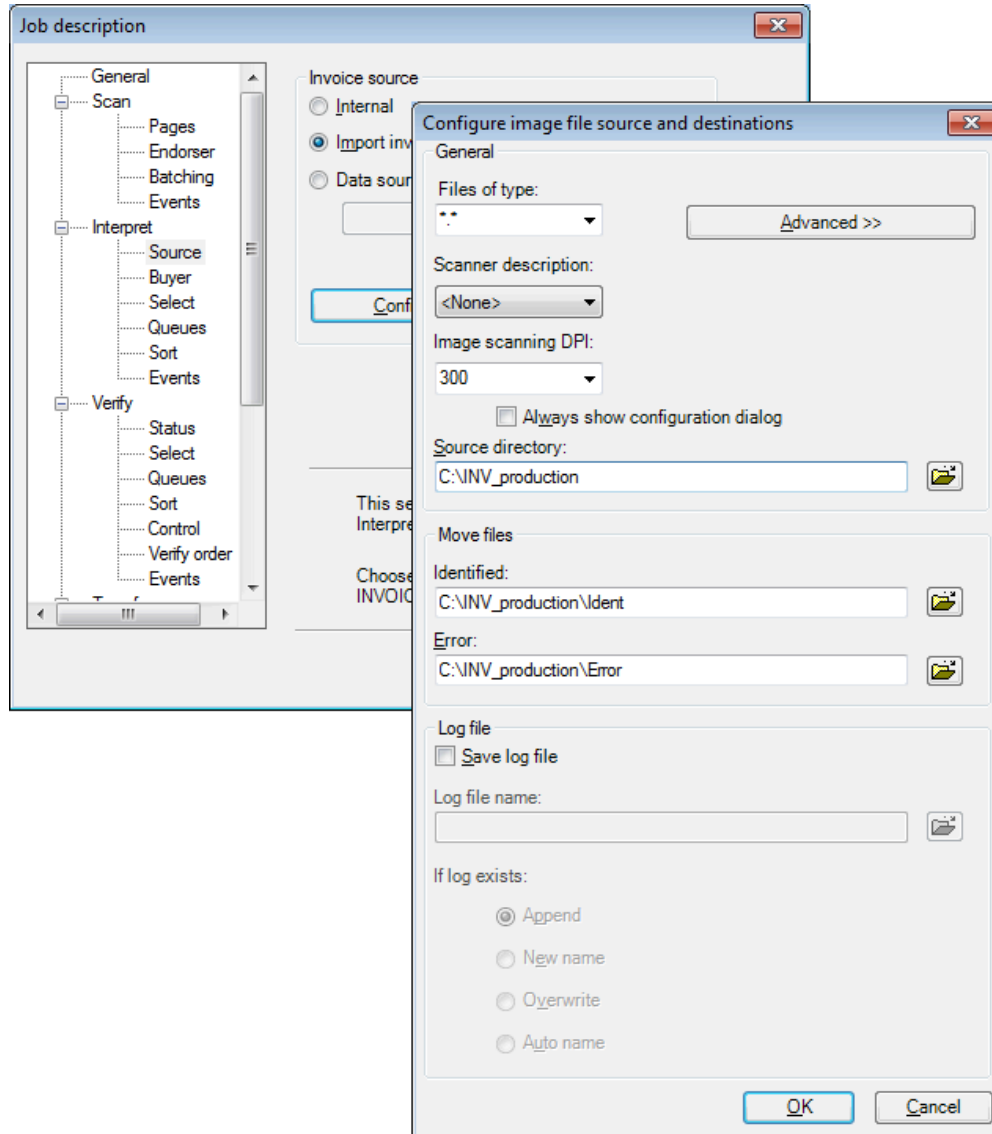 Job description
General
Scan
Pages
Endorser
Batching
Events
Interpret
Source
Buyer
Select
Queues
Sort
Events
Verify
Status
Select
Queues
Sort
Control
Verify order
Events
Invoice source
Internal
Import inv
Data sour
Conf
This se
Interpre
Choose
INVOIC
Configure image file source and destinations
General
Files of type:
*.*
Advanced >>
Scanner description:
<None>
Image scanning DPI:
300
Always show configuration dialog
Source directory:
C:\INV_production
Move files
Identified:
C:\INV_production\Ident
Error:
C:\INV_production\Error
Log file
Save log file
Log file name:
If log exists:
Append
New name
Overwrite
Auto name
OK Cancel